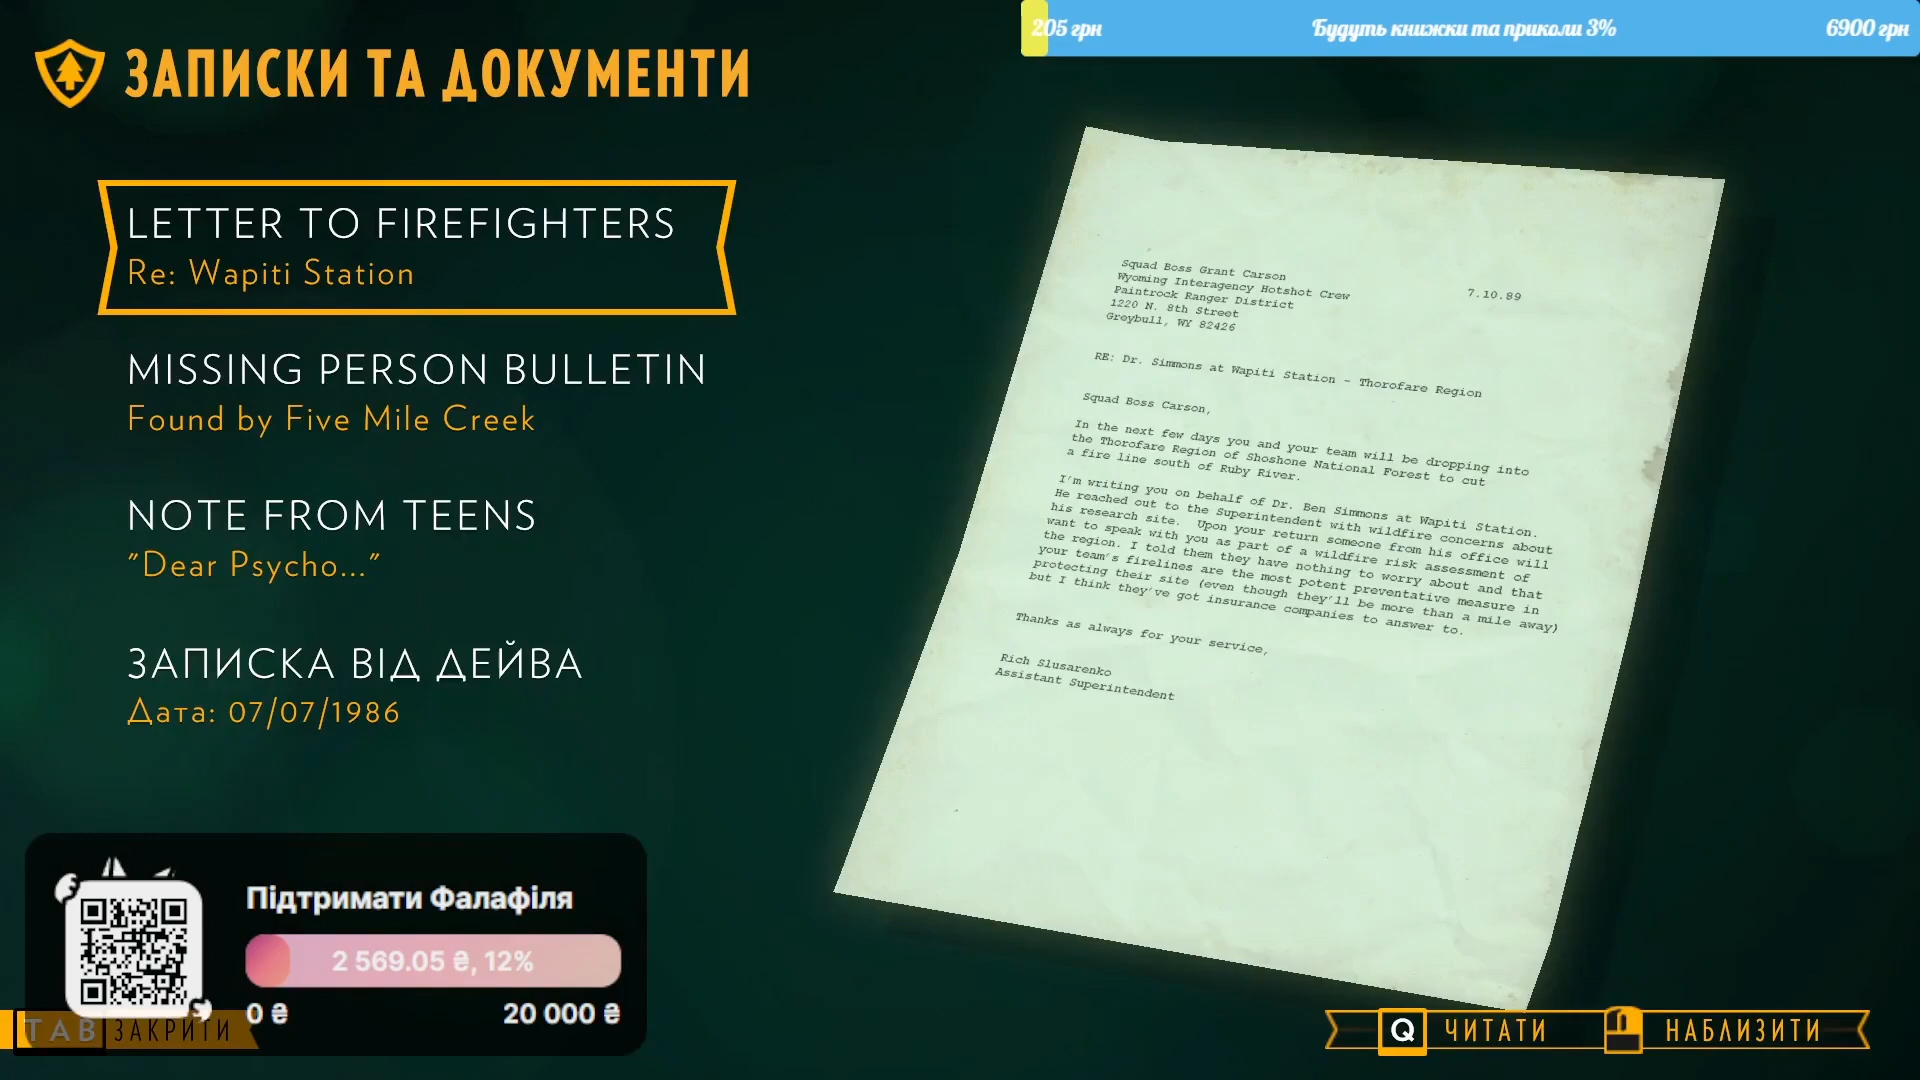 205 грн Будуть книжки та приколи 3% 6900 грн
ЗАПИСКИ ТА ДОКУМЕНТИ
LETTER TO FIREFIGHTERS
Re: Wapiti Station
MISSING PERSON BULLETIN
Found by Five Mile Creek
NOTE FROM TEENS
"Dear Psycho..."
ЗАПИСКА ВІД ДЕЙВА
Дата: 07/07/1986
Squad Boss Grant Carson
Wyoming Interagency Hotshot Crew
Paintrock Ranger District
1220 N. 8th Street
Greybull, WY 82426
7.10.89
RE: Dr. Simmons at Wapiti Station - Thorofare Region
Squad Boss Carson,
In the next few days you and your team will be dropping into
the Thorofare Region of Shoshone National Forest to cut
a fire line south of Ruby River.
I'm writing you on behalf of Dr. Ben Simmons at Wapiti Station.
He reached out to the Superintendent with wildfire concerns about
his research site. Upon your return someone from his office will
want to speak with you as part of a wildfire risk assessment of
the region. I told them they have nothing to worry about and that
your team's firelines are the most potent preventative measure in
protecting their site (even though they'll be more than a mile away)
but I think they've got insurance companies to answer to.
Thanks as always for your service,
Rich Slusarenko
Assistant Superintendent
Підтримати Фалафіля
2 569.05 ₴, 12%
0 ₴ 20 000 ₴
TAB ЗАКРИТИ
Q ЧИТАТИ НАБЛИЗИТИ